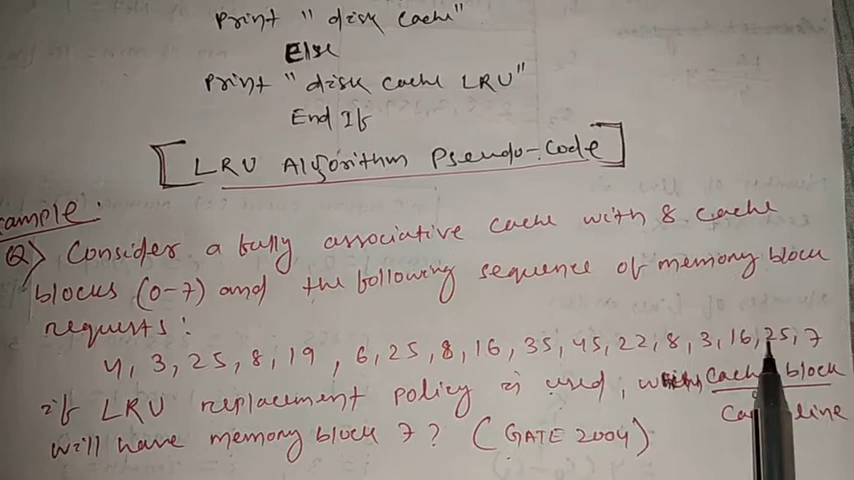 Print "disk Cache"
Else
Print "disk cache LRU"
End If
[LRU Algorithm Pseudo-Code]
ample:
Q) Consider a fully associative cache with 8 cache
blocks (0-7) and the following sequence of memory block
requests:
4, 3, 25, 8, 19, 6, 25, 8, 16, 35, 45, 22, 8, 3, 16, 25, 7
if LRU replacement policy is used, which cache block
will have memory block 7? (GATE 2004)
line